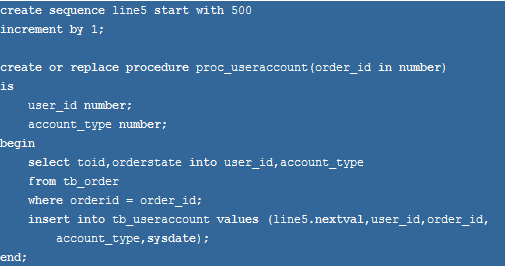 create sequence line5 start with 500
increment by 1;
create or replace procedure proc_useraccount(order_id in number)
is
user_id number;
account_type number;
begin
select toid,orderstate into user_id,account_type
from tb_order
where orderid = order_id;
insert into tb_useraccount values (line5.nextval,user_id,order_id,
account_type,sysdate);
end;